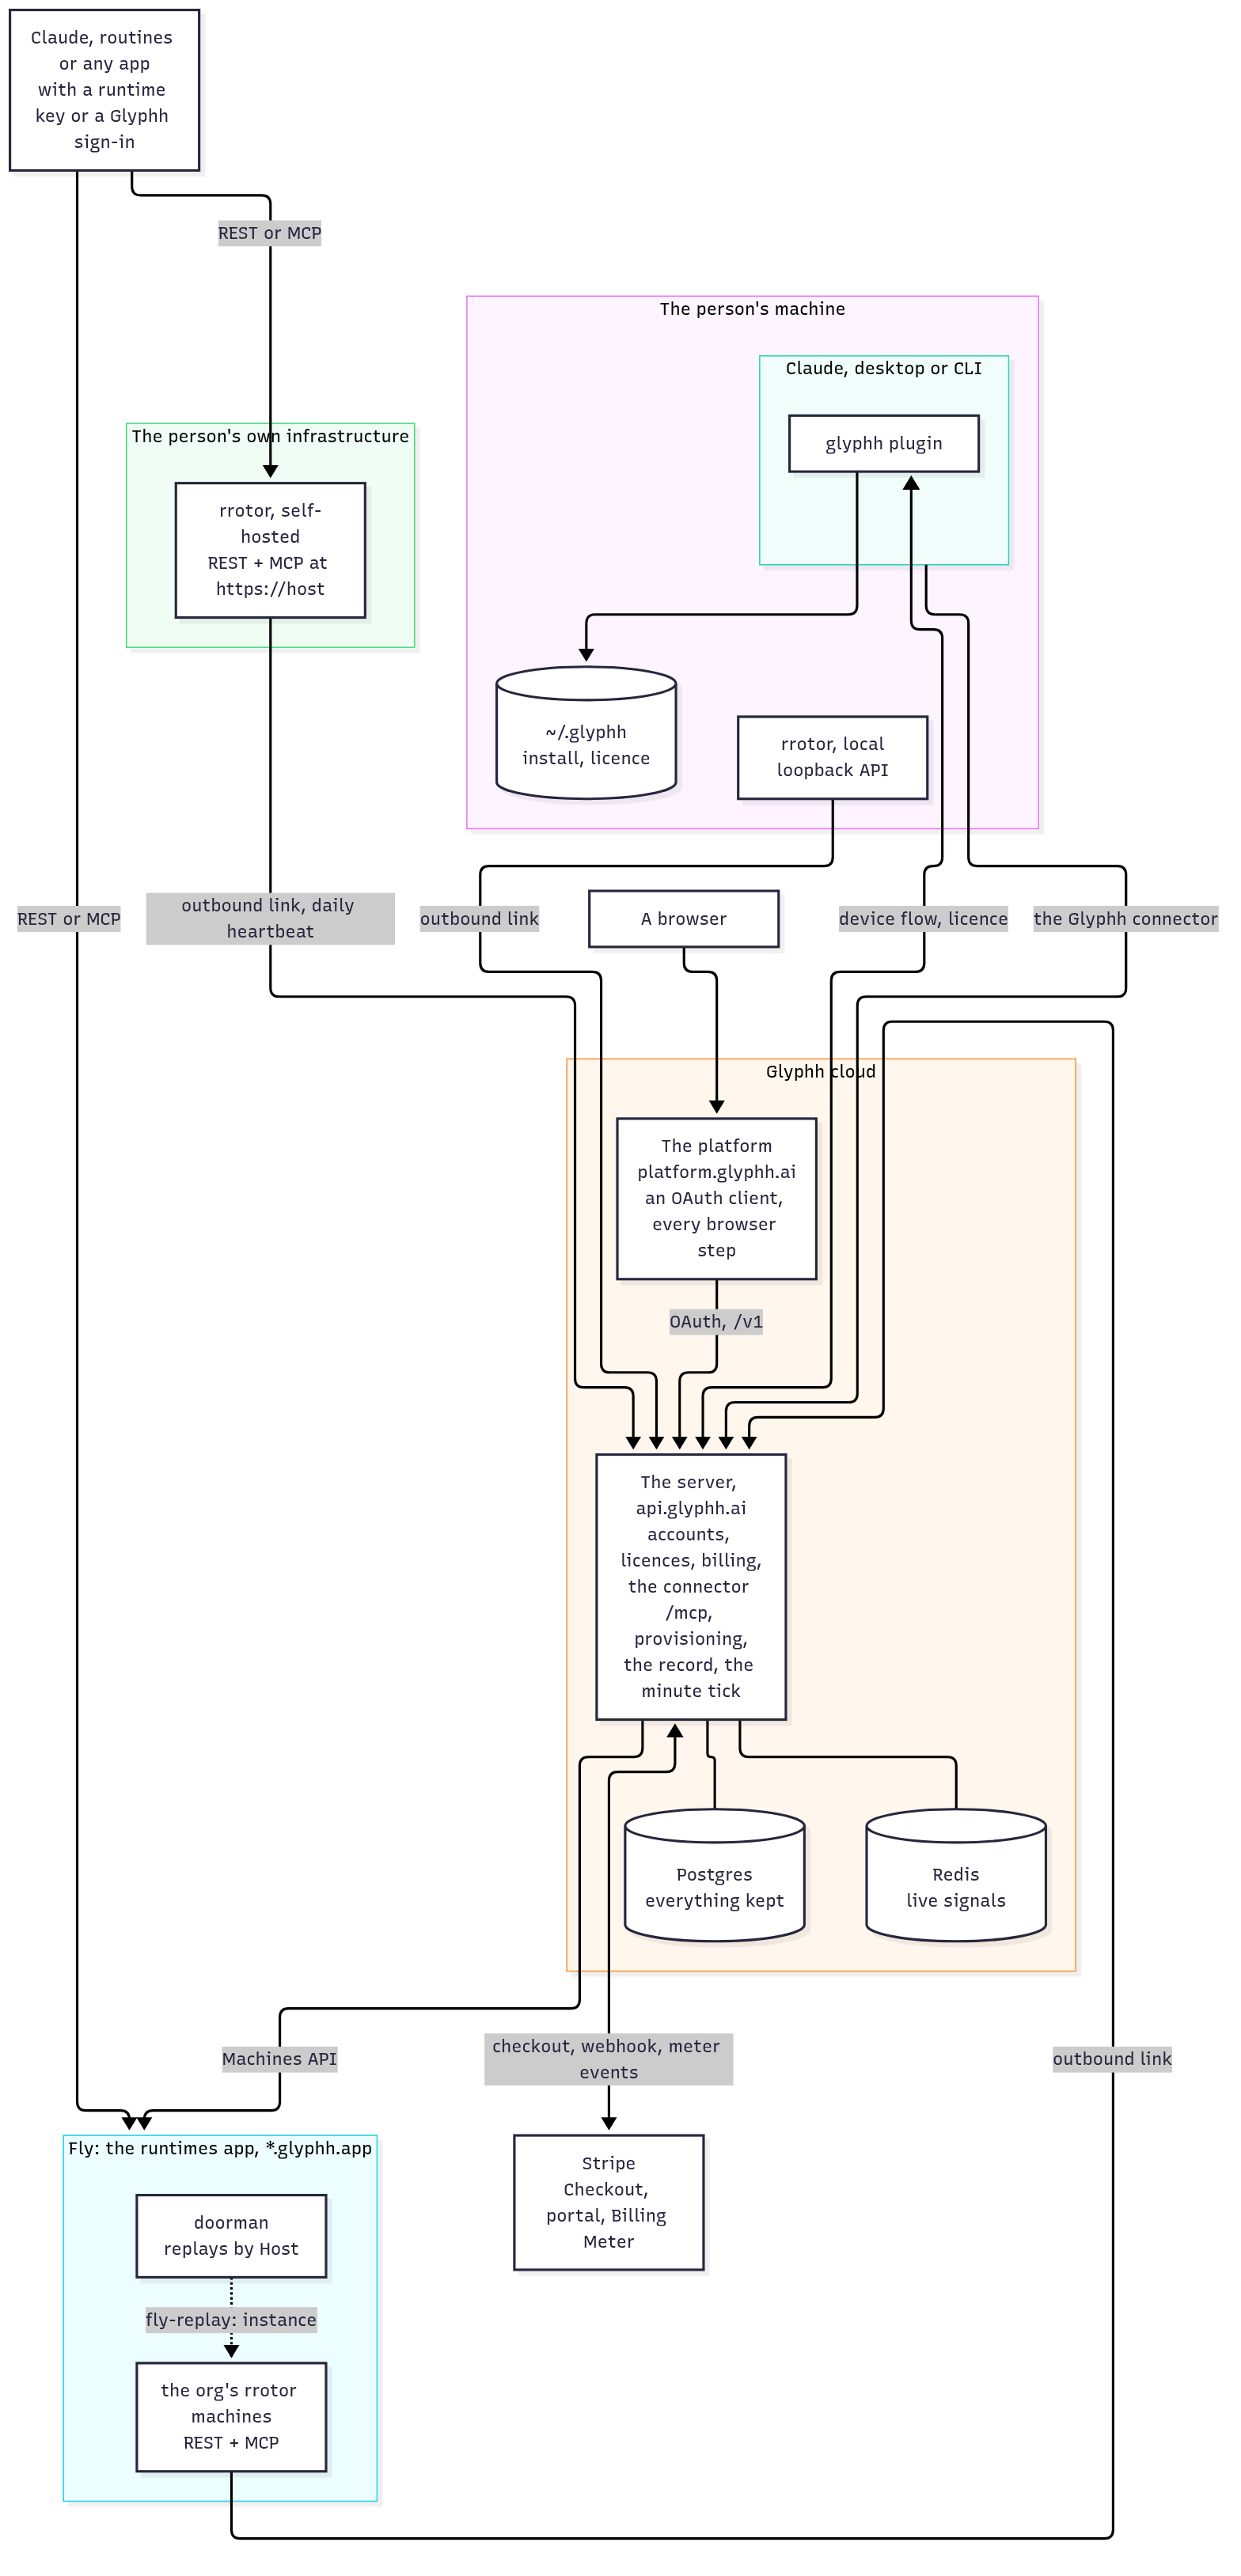 Claude, routines
or any app
with a runtime
key or a Glyphh
sign-in
REST or MCP
The person's machine
Claude, desktop or CLI
glyphh plugin
The person's own infrastructure
rrotor, self-
hosted
REST + MCP at
https://host
~/.glyphh
install, licence
rrotor, local
loopback API
REST or MCP
outbound link, daily
heartbeat
outbound link
A browser
device flow, licence
the Glyphh connector
Glyphh cloud
The platform
platform.glyphh.ai
an OAuth client,
every browser
step
OAuth, /v1
The server,
api.glyphh.ai
accounts,
licences, billing,
the connector
/mcp,
provisioning,
the record, the
minute tick
Postgres
everything kept
Redis
live signals
Machines API
checkout, webhook, meter
events
outbound link
Fly: the runtimes app, *.glyphh.app
doorman
replays by Host
fly-replay: instance
the org's rrotor
machines
REST + MCP
Stripe
Checkout,
portal, Billing
Meter